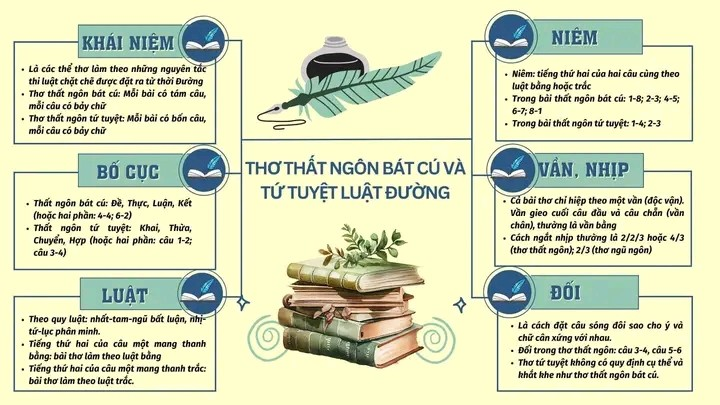 KHÁI NIỆM
• Là các thể thơ làm theo những nguyên tắc
thi luật chặt chẽ được đặt ra từ thời Đường
• Thơ thất ngôn bát cú: Mỗi bài có tám câu,
mỗi câu có bảy chữ
• Thơ thất ngôn tứ tuyệt: Mỗi bài có bốn câu,
mỗi câu có bảy chữ
BỐ CỤC
• Thất ngôn bát cú: Đề, Thực, Luận, Kết
(hoặc hai phần: 4-4; 6-2)
• Thất ngôn tứ tuyệt: Khai, Thừa,
Chuyển, Hợp (hoặc hai phần: câu 1-2;
câu 3-4)
LUẬT
• Theo quy luật: nhất-tam-ngũ bất luận, nhị-
tứ-lục phân minh.
• Tiếng thứ hai của câu một mang thanh
bằng: bài thơ làm theo luật bằng
• Tiếng thứ hai của câu một mang thanh trắc:
bài thơ làm theo luật trắc.
THƠ THẤT NGÔN BÁT CÚ VÀ
TỨ TUYỆT LUẬT ĐƯỜNG
NIÊM
• Niêm: tiếng thứ hai của hai câu cùng theo
luật bằng hoặc trắc
• Trong bài thất ngôn bát cú: 1-8; 2-3; 4-5;
6-7; 8-1
• Trong bài thất ngôn tứ tuyệt: 1-4; 2-3
VẦN, NHỊP
• Cả bài thơ chỉ hiệp theo một vần (độc vận).
Vần gieo cuối câu đầu và câu chẵn (vần
chân), thường là vần bằng
• Cách ngắt nhịp thường là 2/2/3 hoặc 4/3
(thơ thất ngôn); 2/3 (thơ ngũ ngôn)
ĐỐI
• Là cách đặt câu sóng đôi sao cho ý và
chữ cân xứng với nhau.
• Đối trong thơ thất ngôn: câu 3-4, câu 5-6
• Thơ tứ tuyệt không có quy định cụ thể và
khắt khe như thơ thất ngôn bát cú.